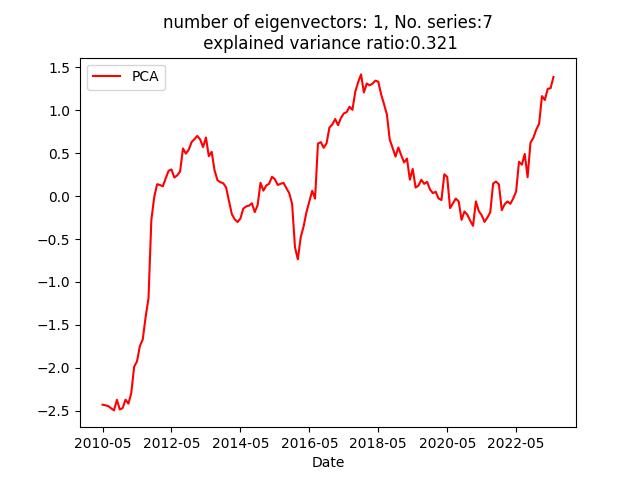 number of eigenvectors: 1, No. series:7
explained variance ratio:0.321
PCA
1.5
1.0
0.5
0.0
−0.5
−1.0
−1.5
−2.0
−2.5
2010-05 2012-05 2014-05 2016-05 2018-05 2020-05 2022-05
Date